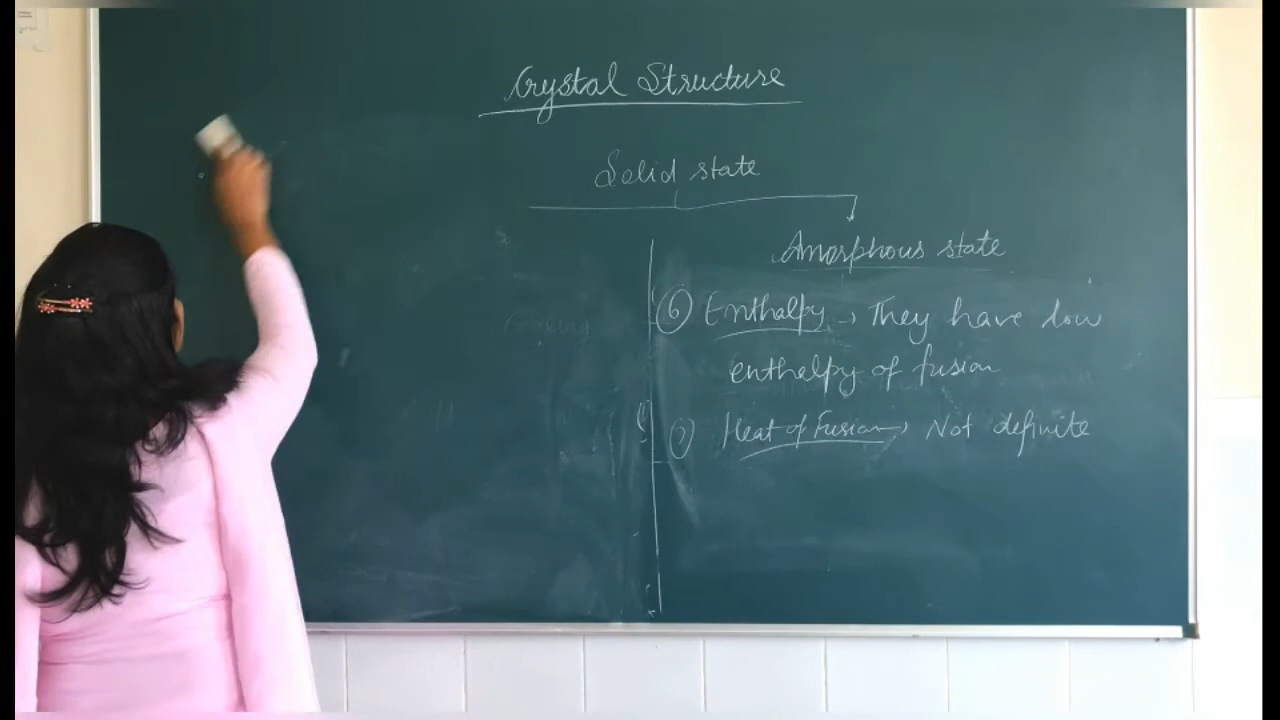 Crystal Structure
Solid state
Amorphous state
⑥ Enthalpy → They have low
enthalpy of fusion
⑦ Heat of Fusion → Not definite